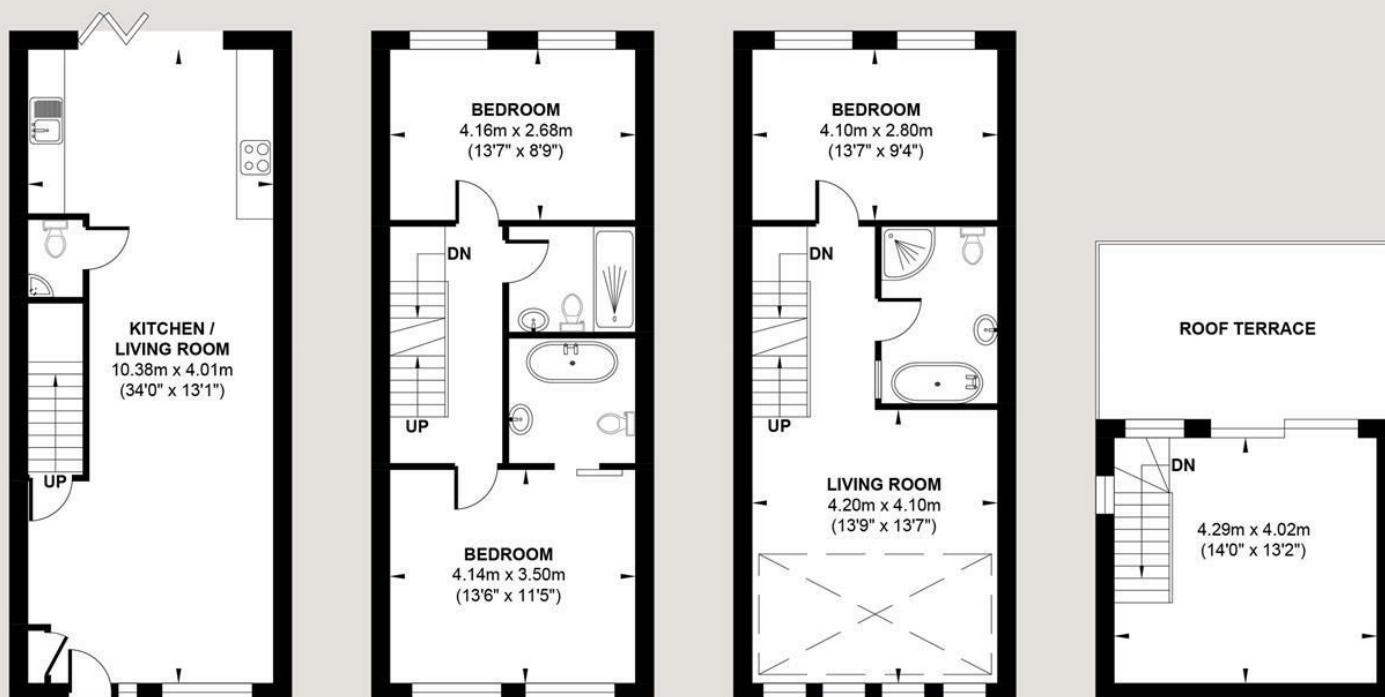 KITCHEN /
LIVING ROOM
10.38m x 4.01m
(34'0" x 13'1")
UP
BEDROOM
4.16m x 2.68m
(13'7" x 8'9")
DN
UP
BEDROOM
4.14m x 3.50m
(13'6" x 11'5")
BEDROOM
4.10m x 2.80m
(13'7" x 9'4")
DN
UP
LIVING ROOM
4.20m x 4.10m
(13'9" x 13'7")
ROOF TERRACE
DN
4.29m x 4.02m
(14'0" x 13'2")